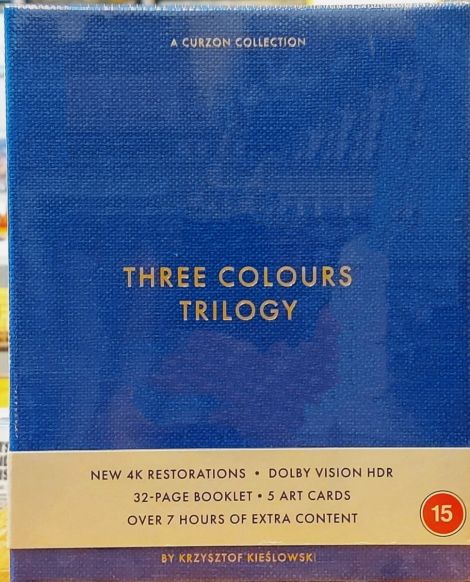 A CURZON COLLECTION
THREE COLOURS
TRILOGY
NEW 4K RESTORATIONS • DOLBY VISION HDR
32-PAGE BOOKLET • 5 ART CARDS
OVER 7 HOURS OF EXTRA CONTENT
15
BY KRZYSZTOF KIEŚLOWSKI